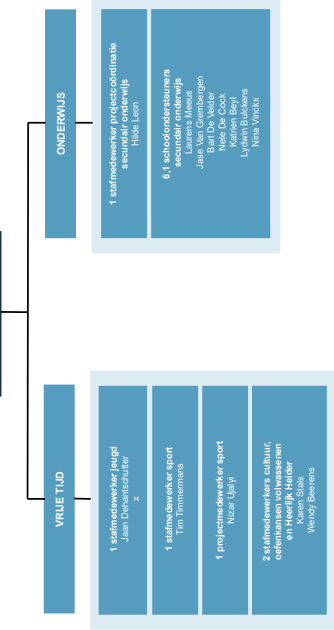 VRIJE TIJD
1 stafmedewerker jeugd
Jaan Dehantschutter
x
1 stafmedewerker sport
Tim Timmermans
1 projectmedewerker sport
Nizar Ujalyi
2 stafmedewerkers cultuur,
oefenkansen volwassenen
en Heerlijk Helder
Karen Stals
Wendy Beerens
ONDERWIJS
1 stafmedewerker projectcoördinatie
secundair onderwijs
Hilde Leon
6,1 schoolondersteuners
secundair onderwijs
Laurens Meeus
Jase Van Grembergen
Bart De Velder
Nele De Cock
Katrien Beyl
Lydwin Bulckens
Nina Vinckx